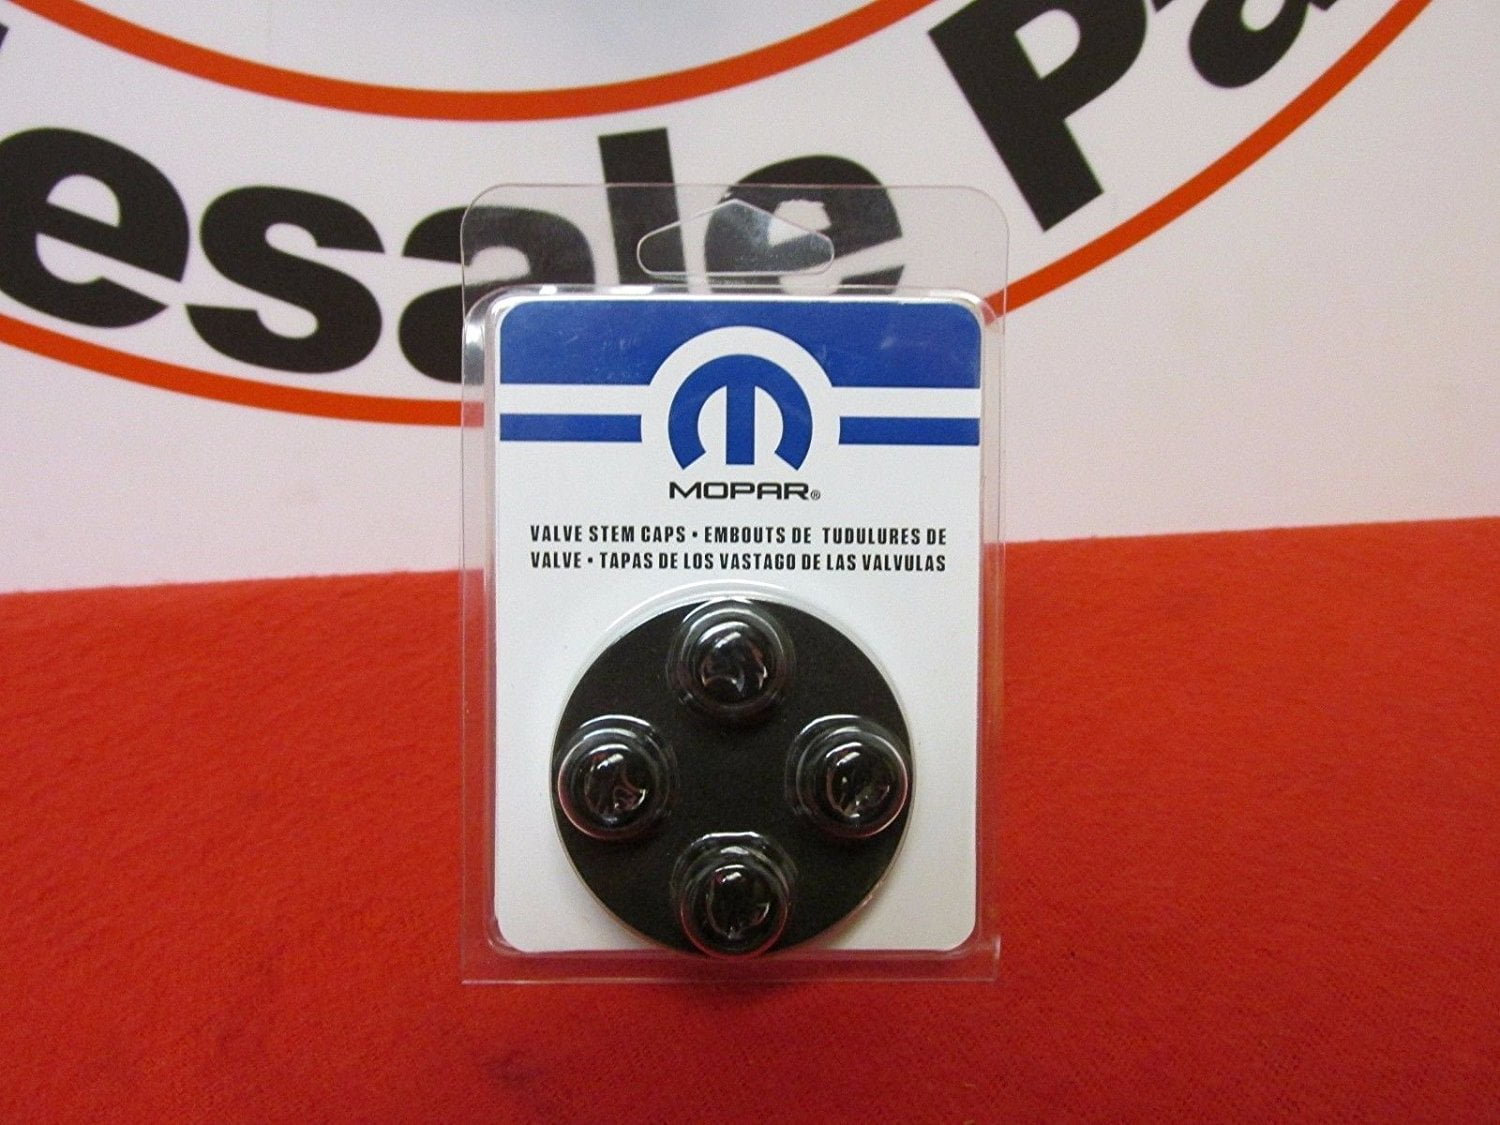 esale Pa
MOPAR®
VALVE STEM CAPS • EMBOUTS DE TUDULURES DE
VALVE • TAPAS DE LOS VASTAGO DE LAS VALVULAS